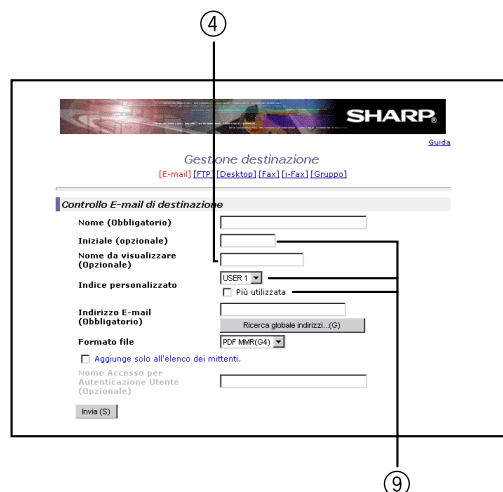 4
SHARP
Guida
Gestione destinazione
[E-mail] [FTP] [Desktop] [Fax] [i-Fax] [Gruppo]
Controllo E-mail di destinazione
Nome (Obbligatorio)
Iniziale (opzionale)
Nome da visualizzare
(Opzionale)
Indice personalizzato
USER 1
Più utilizzata
Indirizzo E-mail
(Obbligatorio)
Ricerca globale indirizzi...(G)
Formato file
PDF MMR(G4)
Aggiunge solo all'elenco dei mittenti.
Nome Accesso per
Autenticazione Utente
(Opzionale)
Invia (S)
9